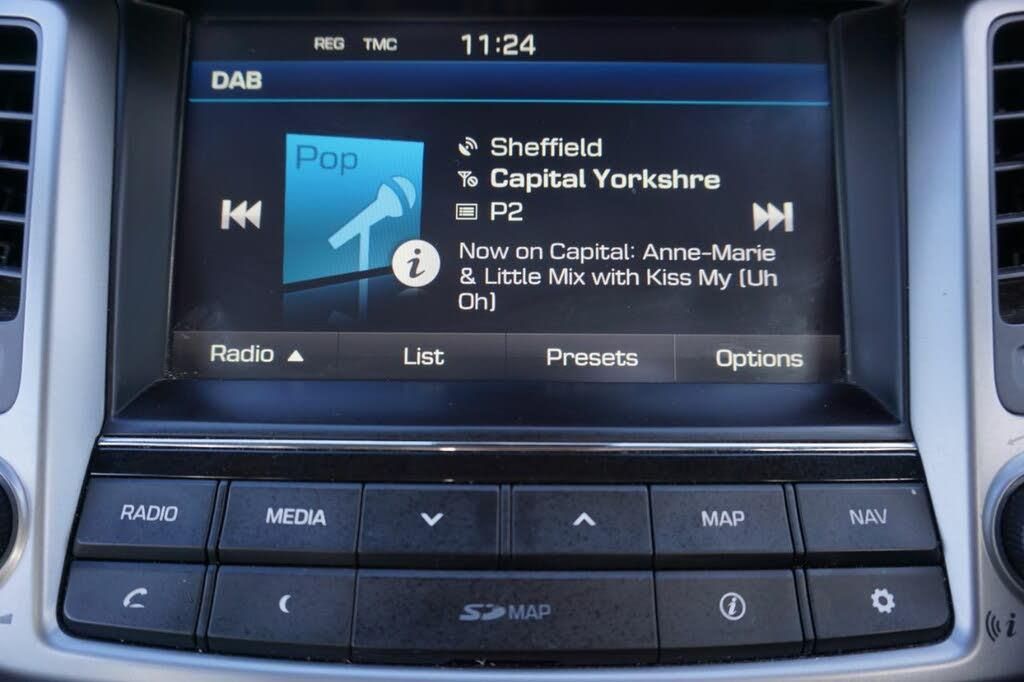 REG TMC 11:24
DAB
Pop
Sheffield
Capital Yorkshre
P2
Now on Capital: Anne-Marie
& Little Mix with Kiss My (Uh
Oh)
Radio List Presets Options
RADIO MEDIA MAP NAV
SD MAP